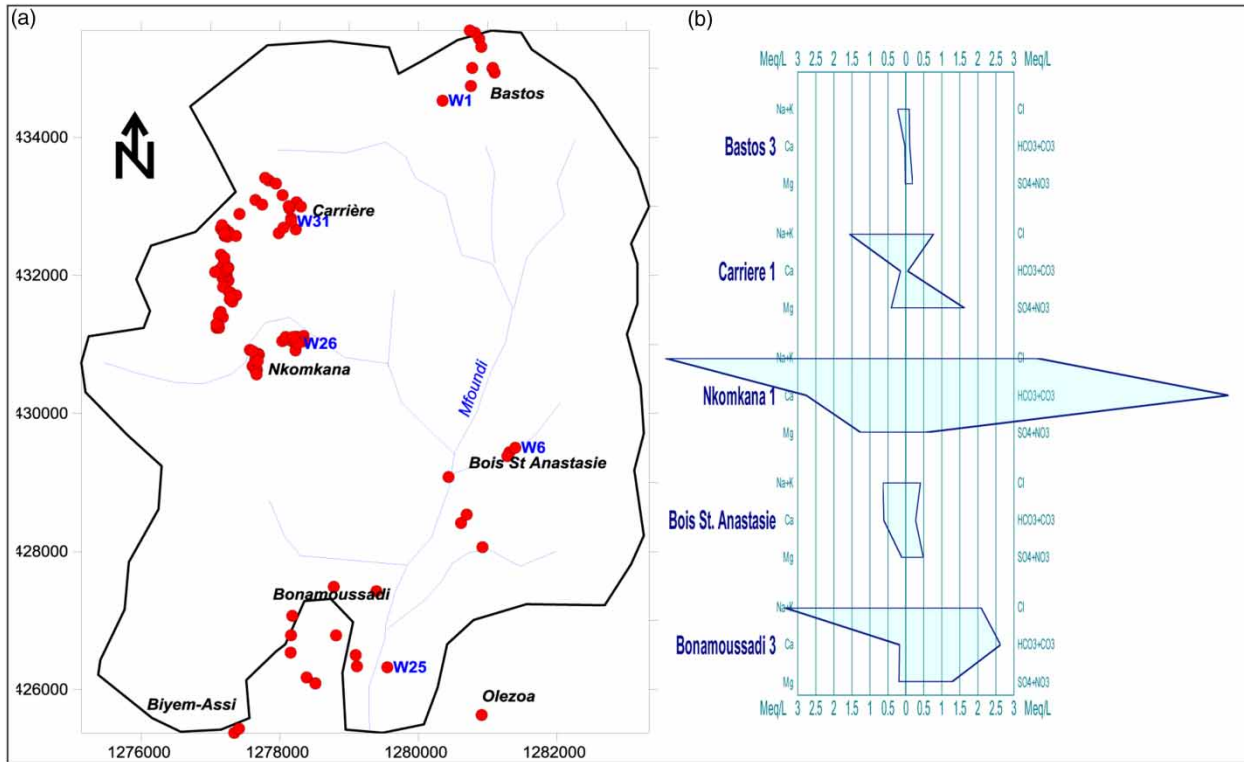 (a)
434000
432000
430000
428000
426000
1276000 1278000 1280000 1282000
N
W1
Bastos
Carrière
W31
W26
Nkomkana
Mfoundi
W6
Bois St Anastasie
Bonamoussadi
W25
Biyem-Assi
Olezoa
(b)
Meq/L 3 2.5 2 1.5 1 0.5 0 0.5 1 1.5 2 2.5 3 Meq/L
Na+K Cl
Bastos 3 Ca HCO3+CO3
Mg SO4+NO3
Na+K Cl
Carriere 1 Ca HCO3+CO3
Mg SO4+NO3
Na+K Cl
Nkomkana 1 Ca HCO3+CO3
Mg SO4+NO3
Na+K Cl
Bois St. Anastasie Ca HCO3+CO3
Mg SO4+NO3
Na+K Cl
Bonamoussadi 3 Ca HCO3+CO3
Mg SO4+NO3
Meq/L 3 2.5 2 1.5 1 0.5 0 0.5 1 1.5 2 2.5 3 Meq/L